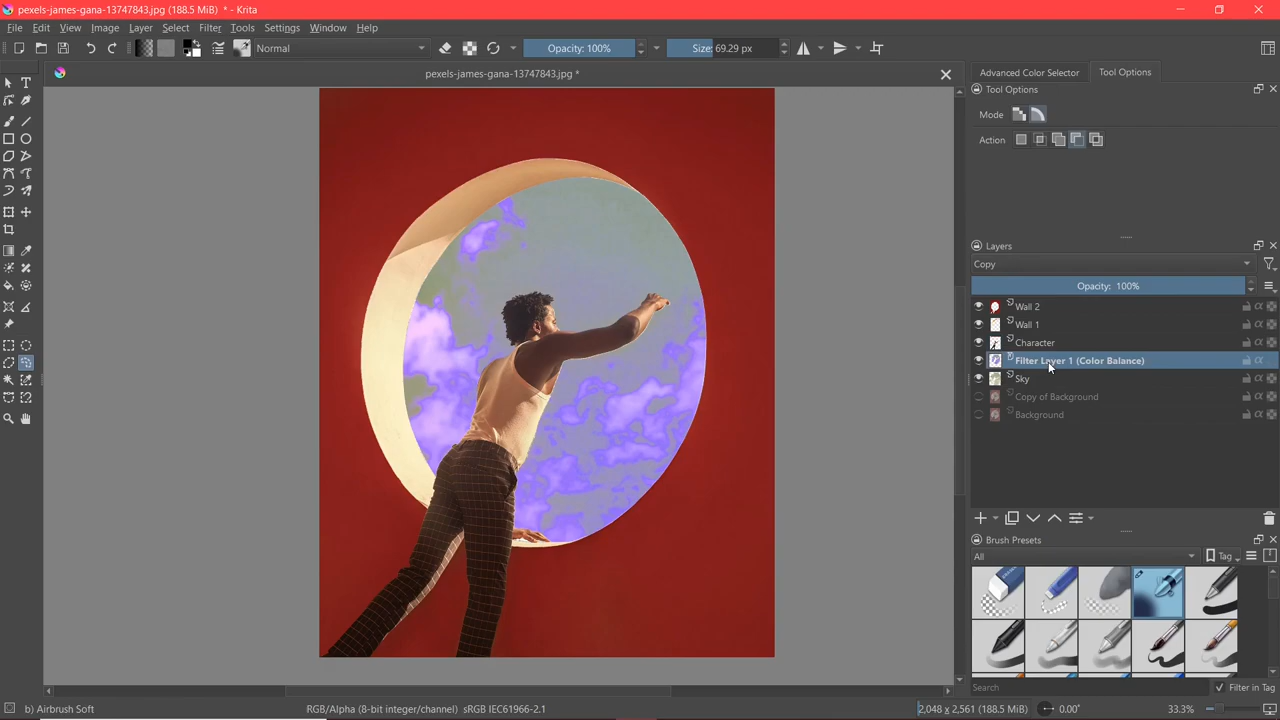 pexels-james-gana-13747843.jpg (188.5 MiB) * - Krita
File Edit View Image Layer Select Filter Tools Settings Window Help
Normal Opacity: 100% Size: 69.29 px
pexels-james-gana-13747843.jpg *
Advanced Color Selector Tool Options
Tool Options
Mode
Action
Layers
Copy
Opacity: 100%
Wall 2
Wall 1
Character
Filter Layer 1 (Color Balance)
Sky
Copy of Background
Background
Brush Presets
All Tag
Search Filter in Tag
b) Airbrush Soft RGB/Alpha (8-bit integer/channel) sRGB IEC61966-2.1 2,048 x 2,561 (188.5 MiB) 0.00° 33.3%